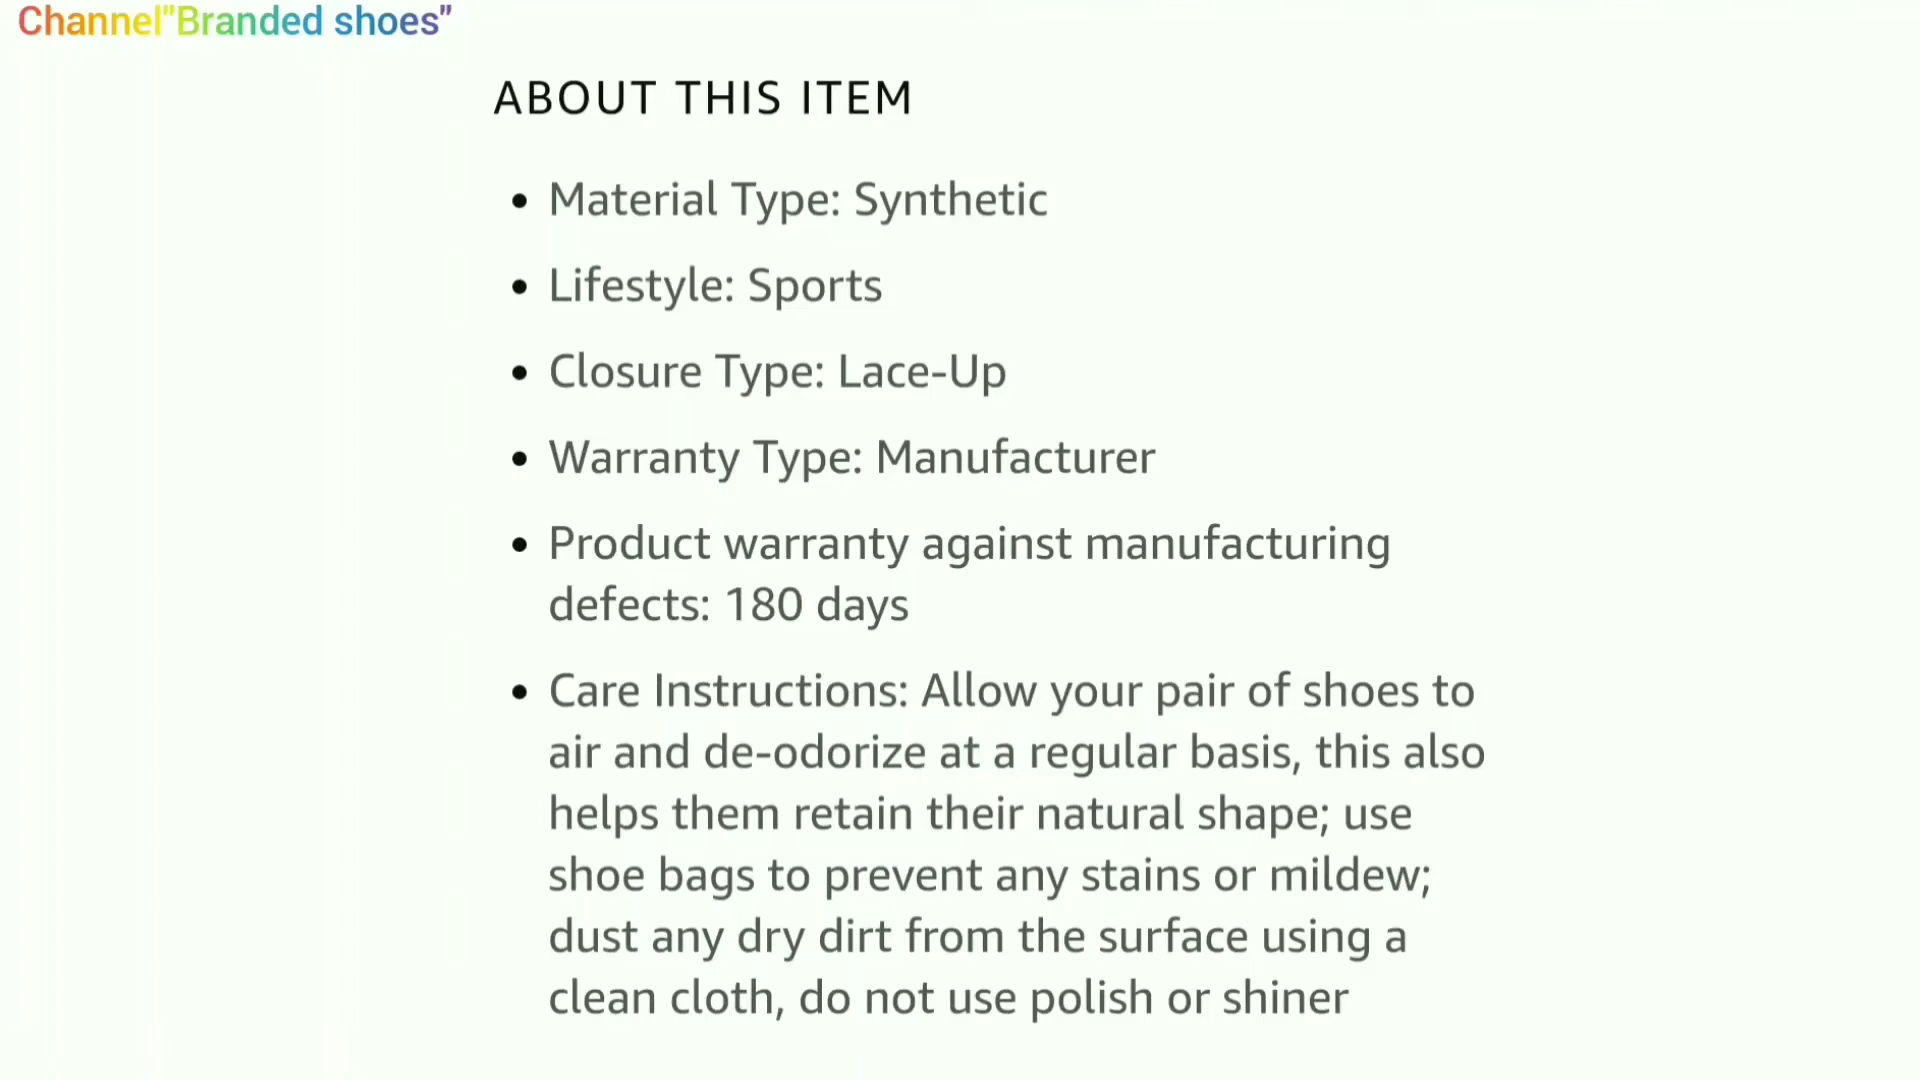 Channel"Branded shoes"
ABOUT THIS ITEM
• Material Type: Synthetic
• Lifestyle: Sports
• Closure Type: Lace-Up
• Warranty Type: Manufacturer
• Product warranty against manufacturing
defects: 180 days
• Care Instructions: Allow your pair of shoes to
air and de-odorize at a regular basis, this also
helps them retain their natural shape; use
shoe bags to prevent any stains or mildew;
dust any dry dirt from the surface using a
clean cloth, do not use polish or shiner